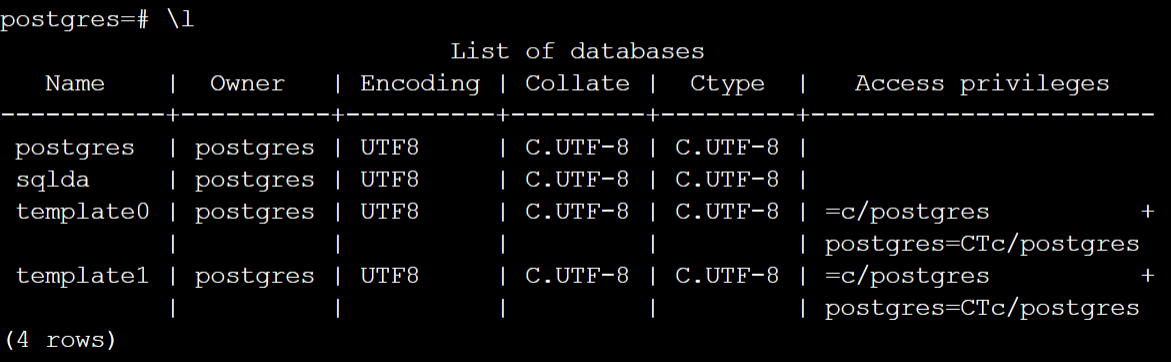 postgres=# \l
                              List of databases
   Name    |  Owner   | Encoding | Collate |  Ctype  |   Access privileges
-----------+----------+----------+---------+---------+-----------------------
 postgres  | postgres | UTF8     | C.UTF-8 | C.UTF-8 |
 sqlda     | postgres | UTF8     | C.UTF-8 | C.UTF-8 |
 template0 | postgres | UTF8     | C.UTF-8 | C.UTF-8 | =c/postgres          +
           |          |          |         |         | postgres=CTc/postgres
 template1 | postgres | UTF8     | C.UTF-8 | C.UTF-8 | =c/postgres          +
           |          |          |         |         | postgres=CTc/postgres
(4 rows)